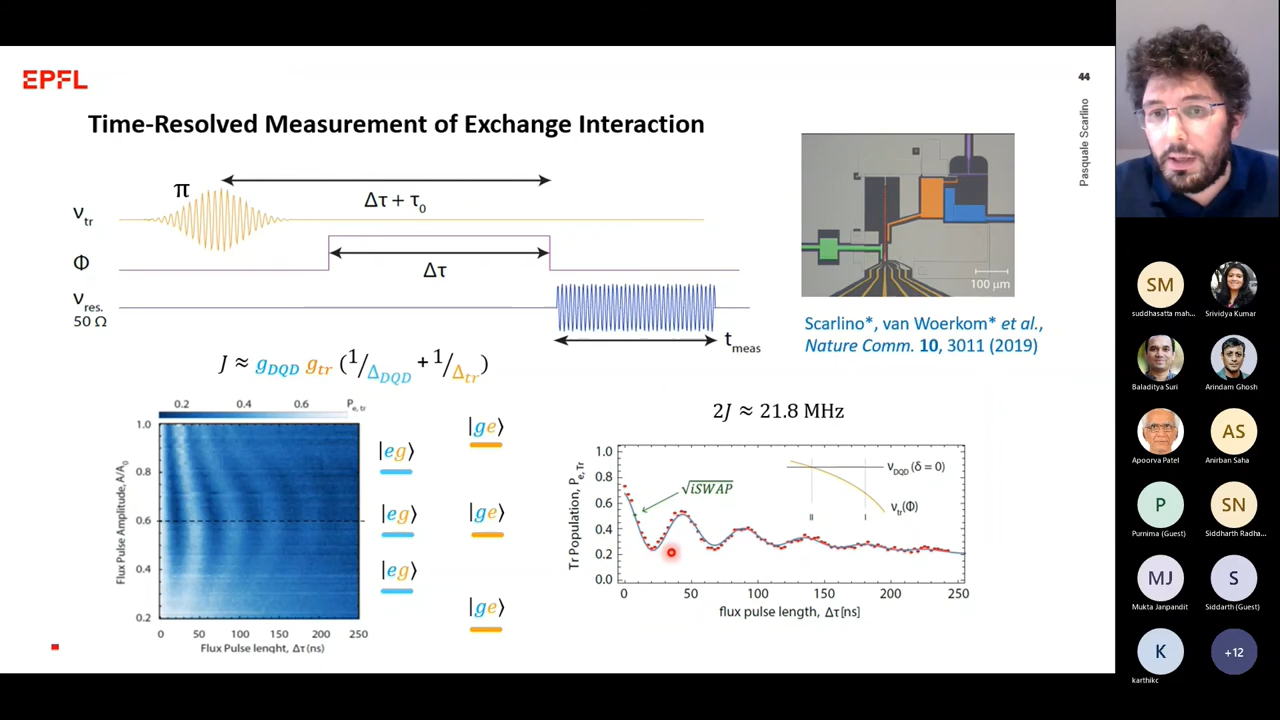 EPFL
44
Pasquale Scarlino
Time-Resolved Measurement of Exchange Interaction
π
Δτ + τ₀
ν_tr
Φ
Δτ
ν_res.
50 Ω
t_meas
100 μm
Scarlino*, van Woerkom* et al.,
Nature Comm. 10, 3011 (2019)
J ≈ g_DQD g_tr (1/Δ_DQD + 1/Δ_tr)
0.2 0.4 0.6 P_e, tr
1.0
0.8
0.6
0.4
0.2
Flux Pulse Amplitude, A/A₀
0 50 100 150 200 250
Flux Pulse lenght, Δτ (ns)
|ge⟩
|eg⟩
|eg⟩ |ge⟩
|eg⟩
|ge⟩
2J ≈ 21.8 MHz
1.0
0.8
0.6
0.4
0.2
0.0
Tr Population, P_e,Tr
√iSWAP
ν_DQD (δ = 0)
ν_tr(Φ)
II I
0 50 100 150 200 250
flux pulse length, Δτ [ns]
SM
suddhasatta mah...
Srividya Kumar
Baladitya Suri
Arindam Ghosh
Apoorva Patel
AS
Anirban Saha
P
Purnima (Guest)
SN
Siddharth Radha...
MJ
Mukta Janpandit
S
Siddarth (Guest)
K
karthikc
+12